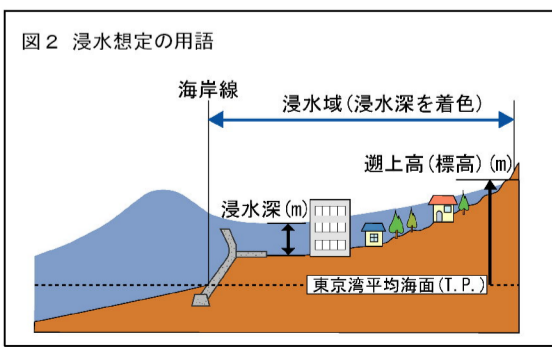 図2 浸水想定の用語
海岸線
浸水域(浸水深を着色)
遡上高(標高)(m)
浸水深(m)
東京湾平均海面(T.P.)